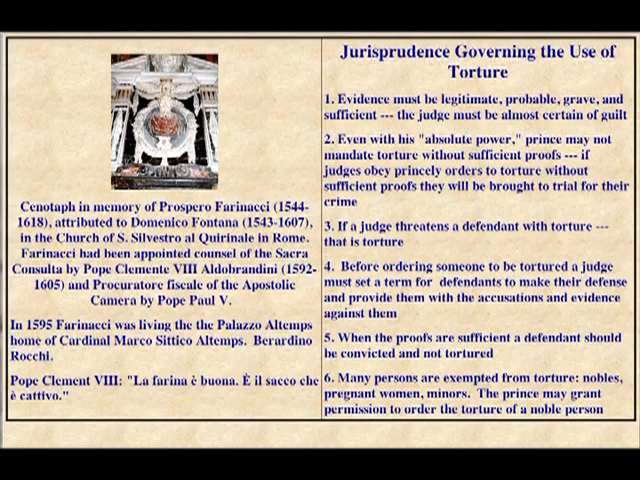 Cenotaph in memory of Prospero Farinacci (1544-
1618), attributed to Domenico Fontana (1543-1607),
in the Church of S. Silvestro al Quirinale in Rome.
Farinacci had been appointed counsel of the Sacra
Consulta by Pope Clemente VIII Aldobrandini (1592-
1605) and Procuratore fiscale of the Apostolic
Camera by Pope Paul V.
In 1595 Farinacci was living the the Palazzo Altemps
home of Cardinal Marco Sittico Altemps. Berardino
Rocchi.
Pope Clement VIII: "La farina è buona. È il sacco che
è cattivo."
Jurisprudence Governing the Use of
Torture
1. Evidence must be legitimate, probable, grave, and
sufficient --- the judge must be almost certain of guilt
2. Even with his "absolute power," prince may not
mandate torture without sufficient proofs --- if
judges obey princely orders to torture without
sufficient proofs they will be brought to trial for their
crime
3. If a judge threatens a defendant with torture ---
that is torture
4. Before ordering someone to be tortured a judge
must set a term for defendants to make their defense
and provide them with the accusations and evidence
against them
5. When the proofs are sufficient a defendant should
be convicted and not tortured
6. Many persons are exempted from torture: nobles,
pregnant women, minors. The prince may grant
permission to order the torture of a noble person